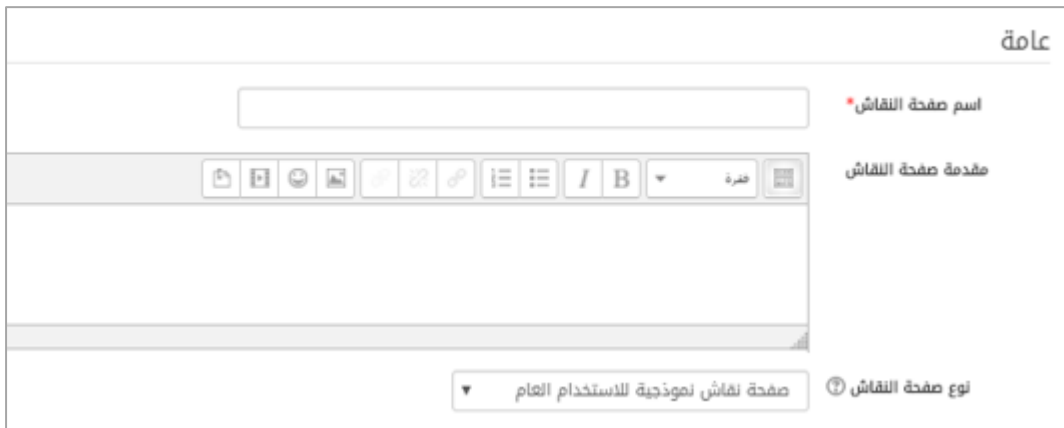 عامة
اسم صفحة النقاش*
مقدمة صفحة النقاش
فقرة B I
نوع صفحة النقاش ?
صفحة نقاش نموذجية للاستخدام العام